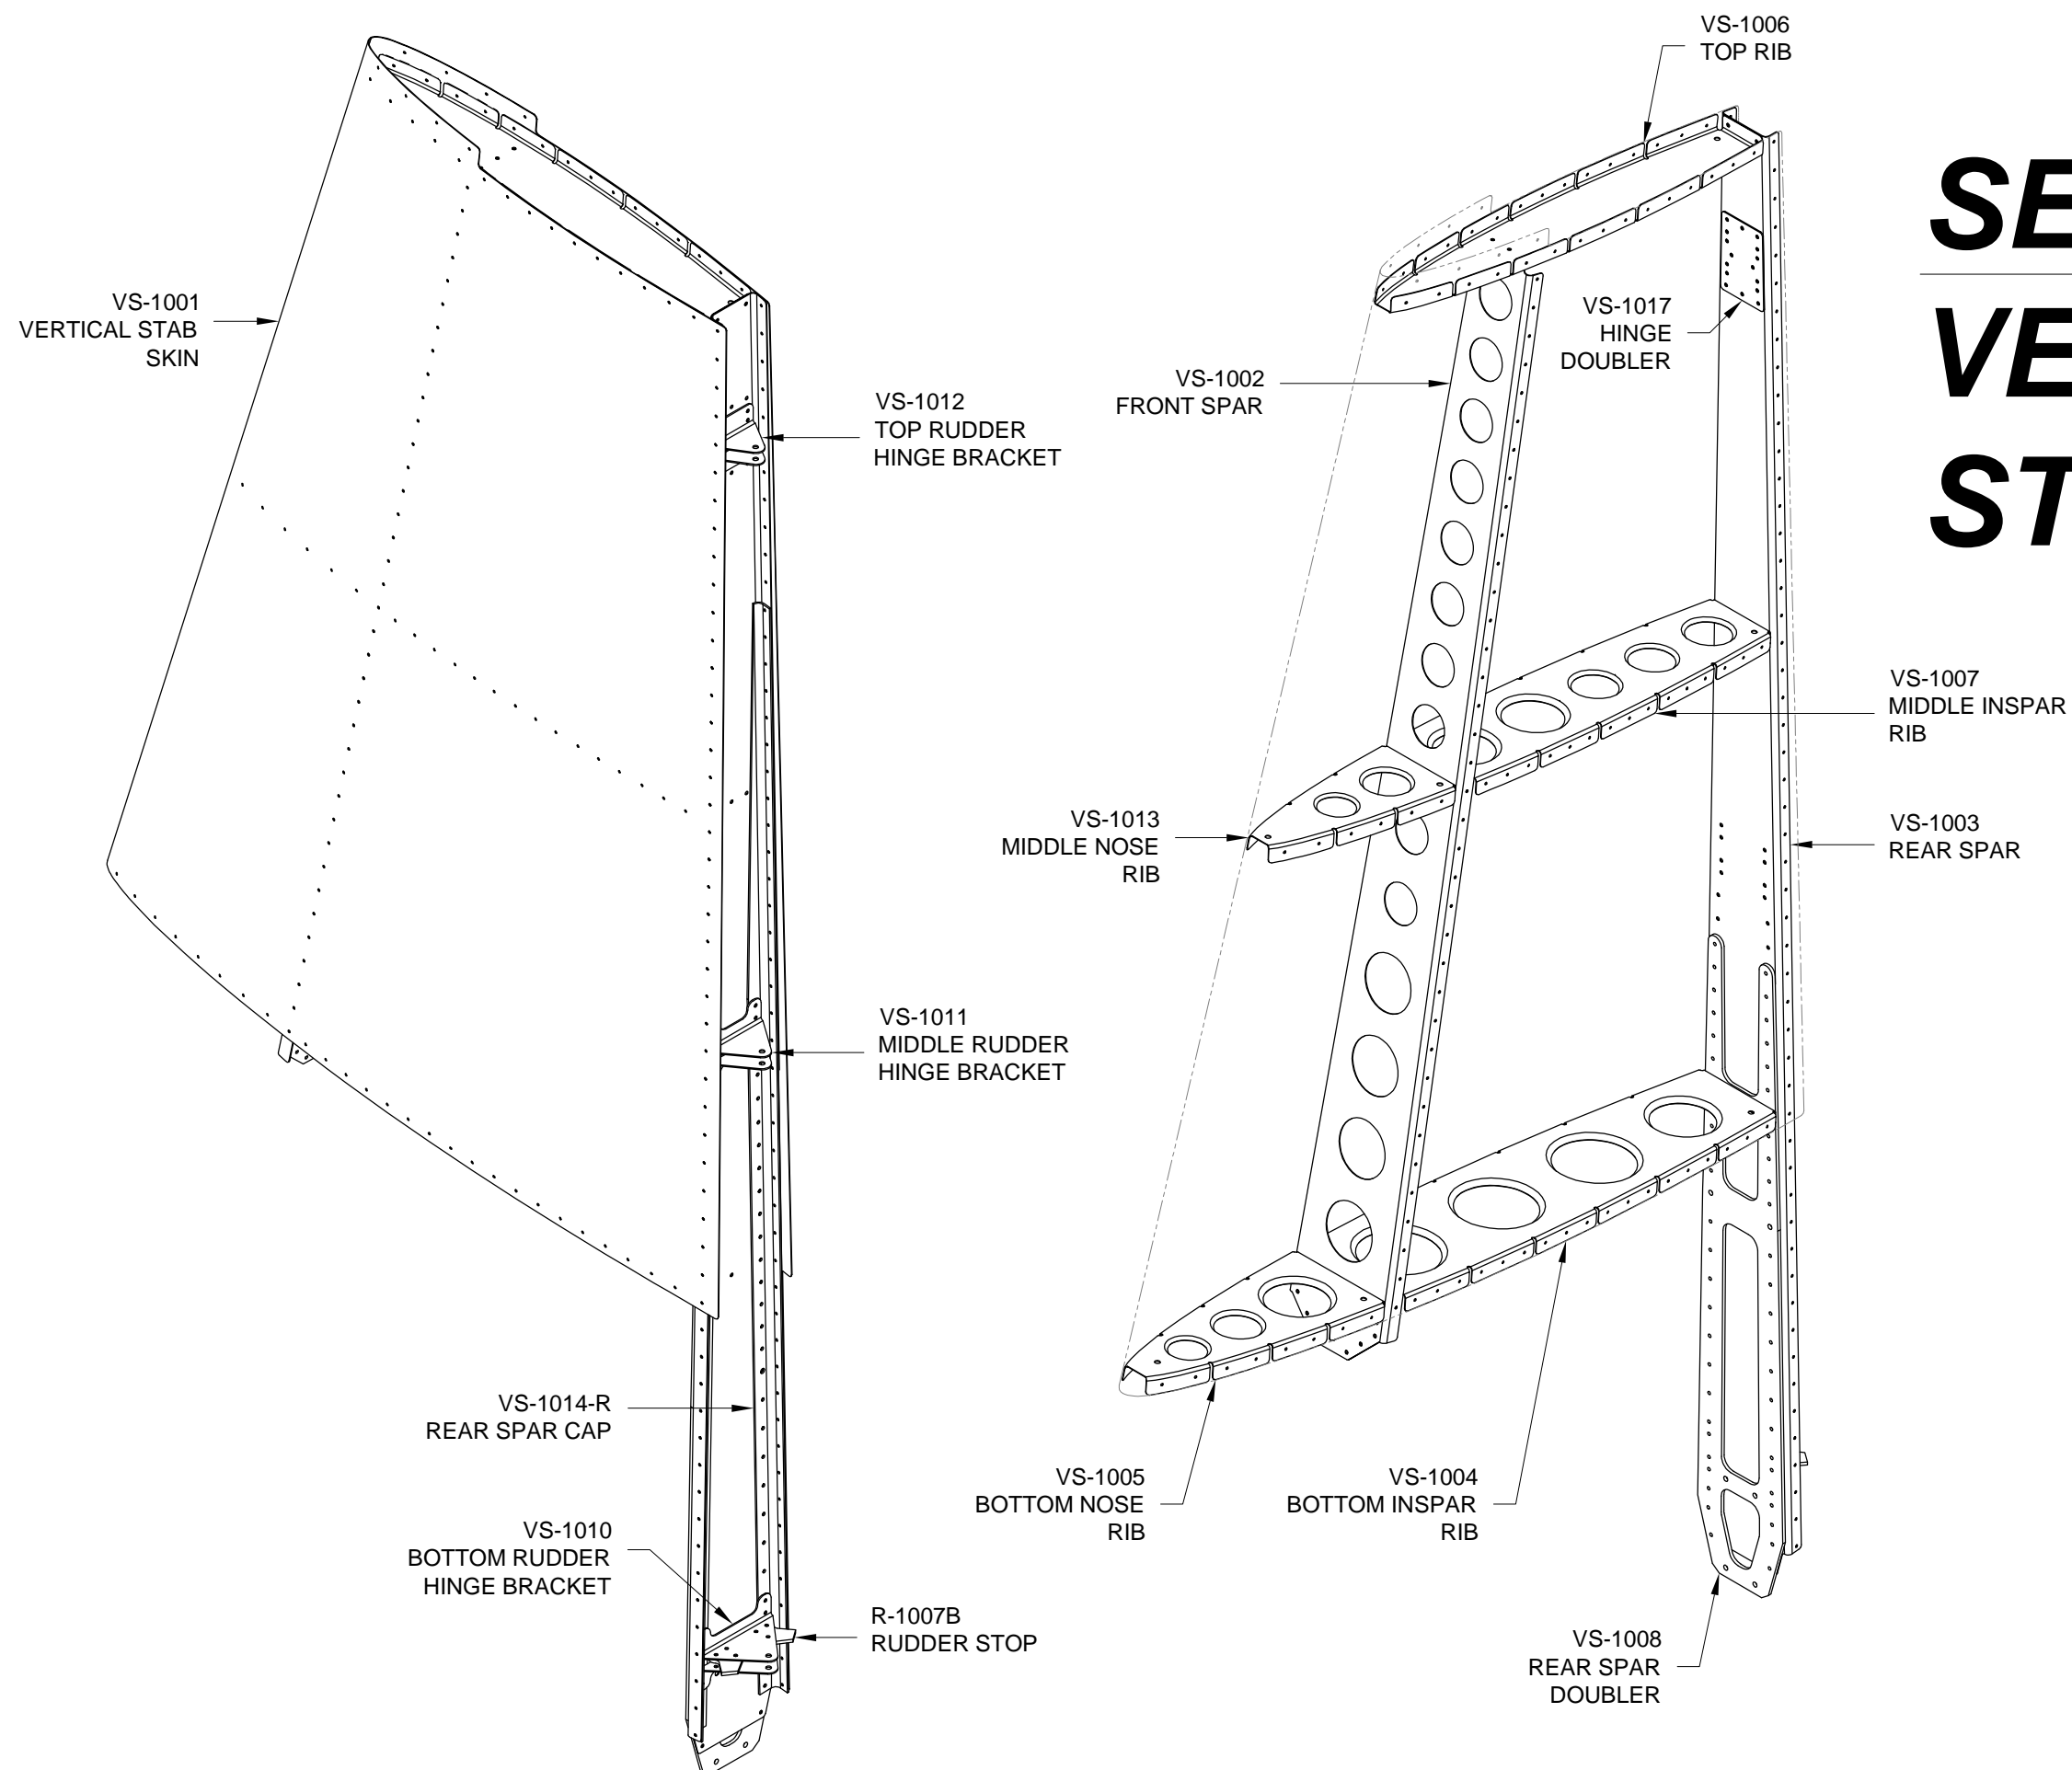 VS-1006
TOP RIB
SE
VE
ST
VS-1001
VERTICAL STAB
SKIN
VS-1017
HINGE
DOUBLER
VS-1002
FRONT SPAR
VS-1012
TOP RUDDER
HINGE BRACKET
VS-1007
MIDDLE INSPAR
RIB
VS-1013
MIDDLE NOSE
RIB
VS-1003
REAR SPAR
VS-1011
MIDDLE RUDDER
HINGE BRACKET
VS-1014-R
REAR SPAR CAP
VS-1005
BOTTOM NOSE
RIB
VS-1004
BOTTOM INSPAR
RIB
VS-1010
BOTTOM RUDDER
HINGE BRACKET
R-1007B
RUDDER STOP
VS-1008
REAR SPAR
DOUBLER